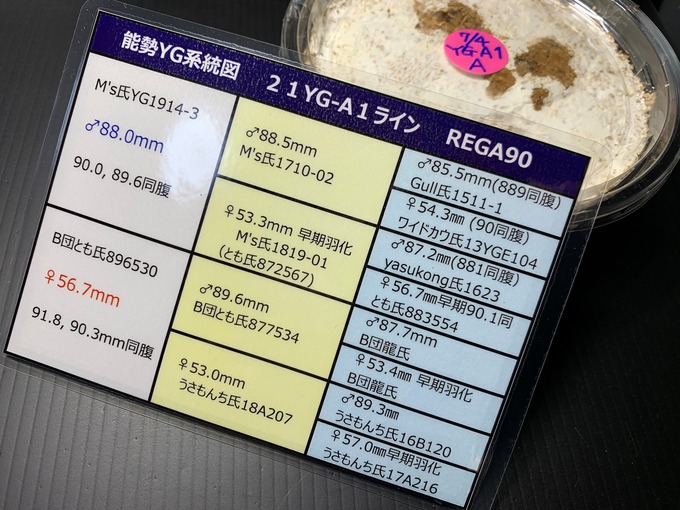 能勢YG系統図 21YG-A1ライン REGA90
M's氏YG1914-3
♂88.0mm
90.0, 89.6同腹
B団とも氏896530
♀56.7mm
91.8, 90.3mm同腹
♂88.5mm
M's氏1710-02
♀53.3mm 早期羽化
M's氏1819-01
(とも氏872567)
♂89.6mm
B団とも氏877534
♀53.0mm
うさもんち氏18A207
♂85.5mm(889同腹)
Gull氏1511-1
♀54.3㎜ (90同腹)
ワイドカウ氏13YGE104
♂87.2㎜(881同腹)
yasukong氏1623
♀56.7㎜早期90.1同
とも氏883554
♂87.7mm
B団龍氏
♀53.4㎜ 早期羽化
B団龍氏
♂89.3㎜
うさもんち氏16B120
♀57.0㎜早期羽化
うさもんち氏17A216
7/4
YG-A1
A